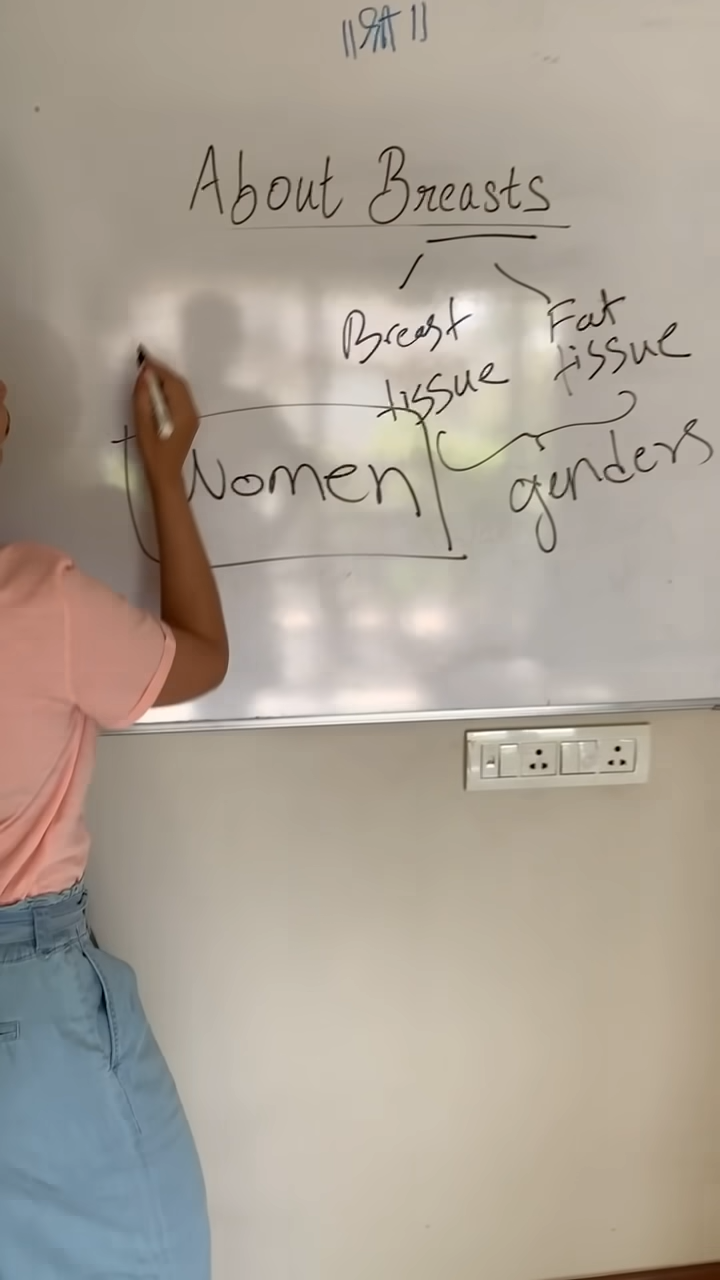 ॥श्री॥
About Breasts
Breast tissue
Fat tissue
Women
genders